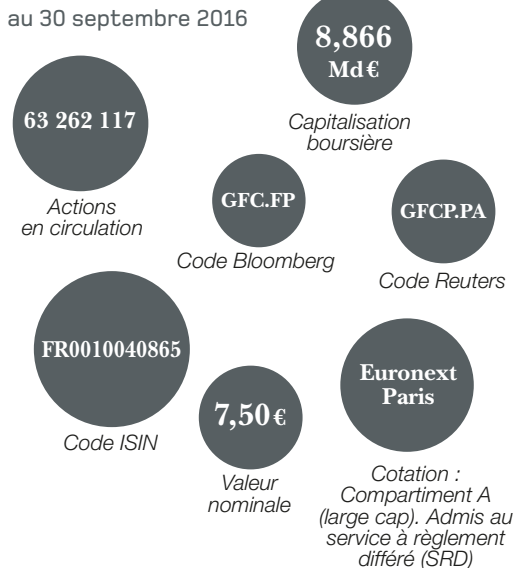 au 30 septembre 2016
8,866
Md €
Capitalisation
boursière
63 262 117
Actions
en circulation
GFC.FP
Code Bloomberg
GFCP.PA
Code Reuters
FR0010040865
Code ISIN
7,50 €
Valeur
nominale
Euronext
Paris
Cotation :
Compartiment A
(large cap). Admis au
service à règlement
différé (SRD)